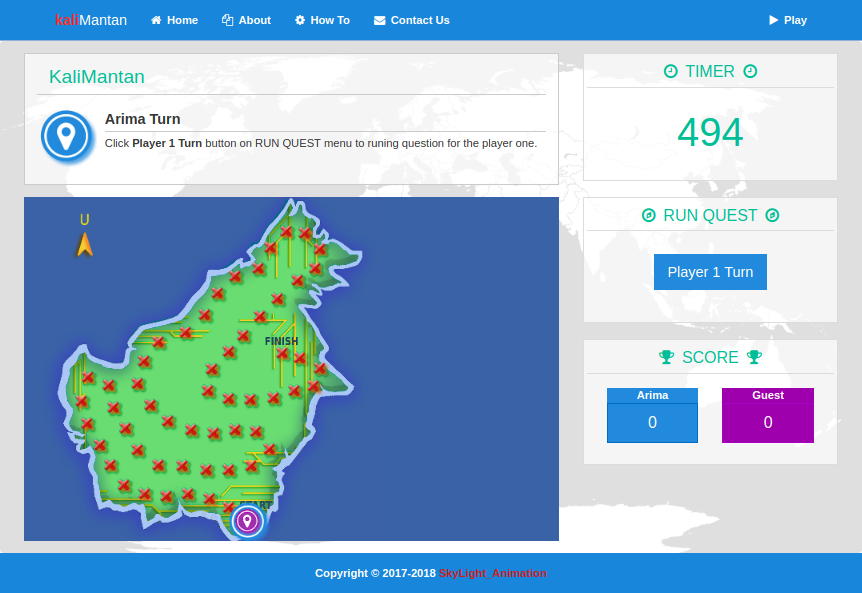 kaliMantan Home About How To Contact Us Play
KaliMantan
Arima Turn
Click Player 1 Turn button on RUN QUEST menu to runing question for the player one.
TIMER
494
RUN QUEST
Player 1 Turn
SCORE
Arima Guest
0 0
U
FINISH
START
Copyright © 2017-2018 SkyLight_Animation